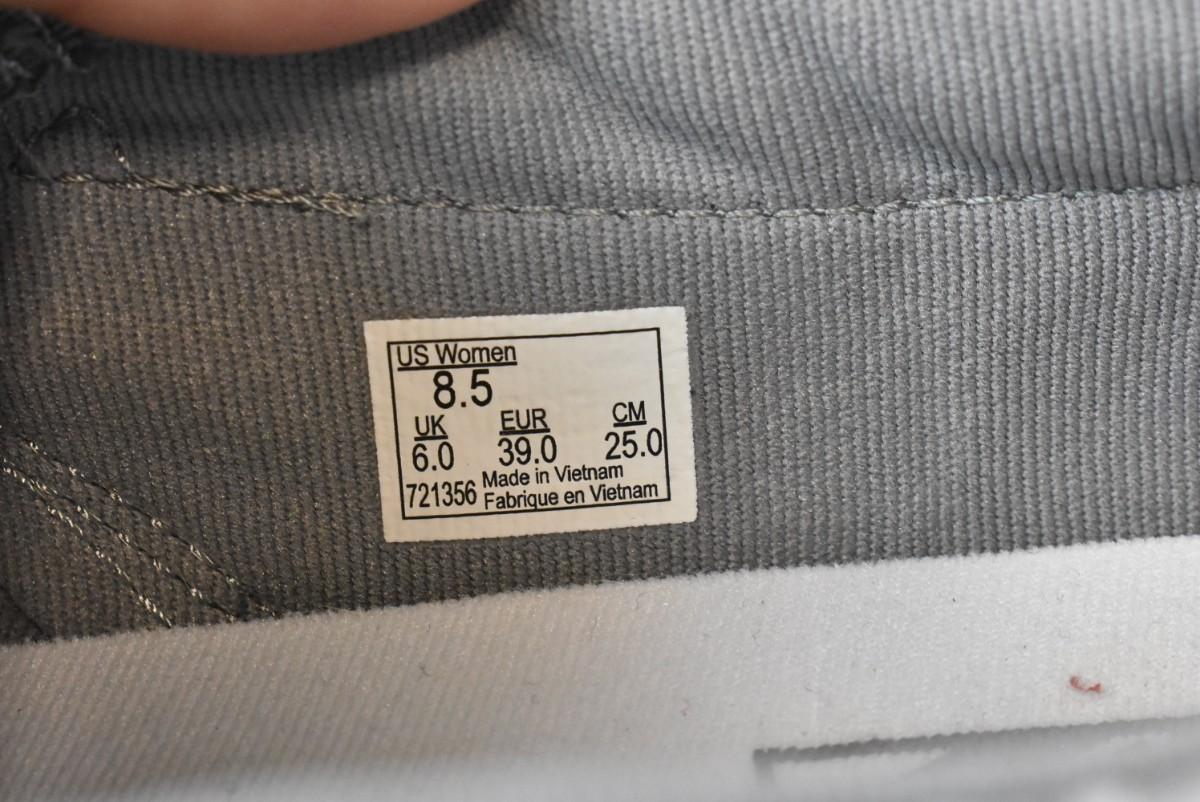 US Women
8.5
UK EUR CM
6.0 39.0 25.0
721356 Made in Vietnam
Fabrique en Vietnam